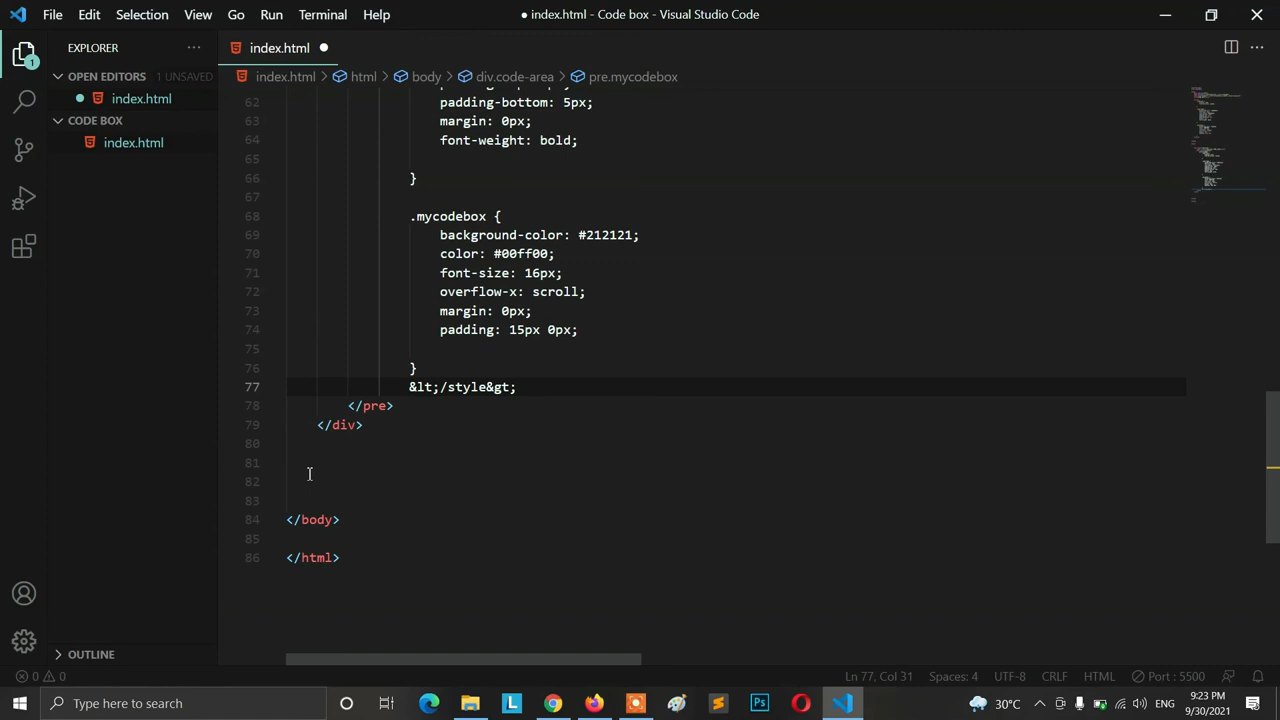 File Edit Selection View Go Run Terminal Help
● index.html - Code box - Visual Studio Code
EXPLORER
index.html
OPEN EDITORS 1 UNSAVED
index.html > html > body > div.code-area > pre.mycodebox
index.html
CODE BOX
index.html
62 padding-bottom: 5px;
63 margin: 0px;
64 font-weight: bold;
65
66 }
67
68 .mycodebox {
69 background-color: #212121;
70 color: #00ff00;
71 font-size: 16px;
72 overflow-x: scroll;
73 margin: 0px;
74 padding: 15px 0px;
75
76 }
77 &lt;/style&gt;
78 </pre>
79 </div>
80
81
82
83
84 </body>
85
86 </html>
OUTLINE
0 0 Ln 77, Col 31 Spaces: 4 UTF-8 CRLF HTML Port : 5500
Type here to search
30°C ENG
9:23 PM
9/30/2021